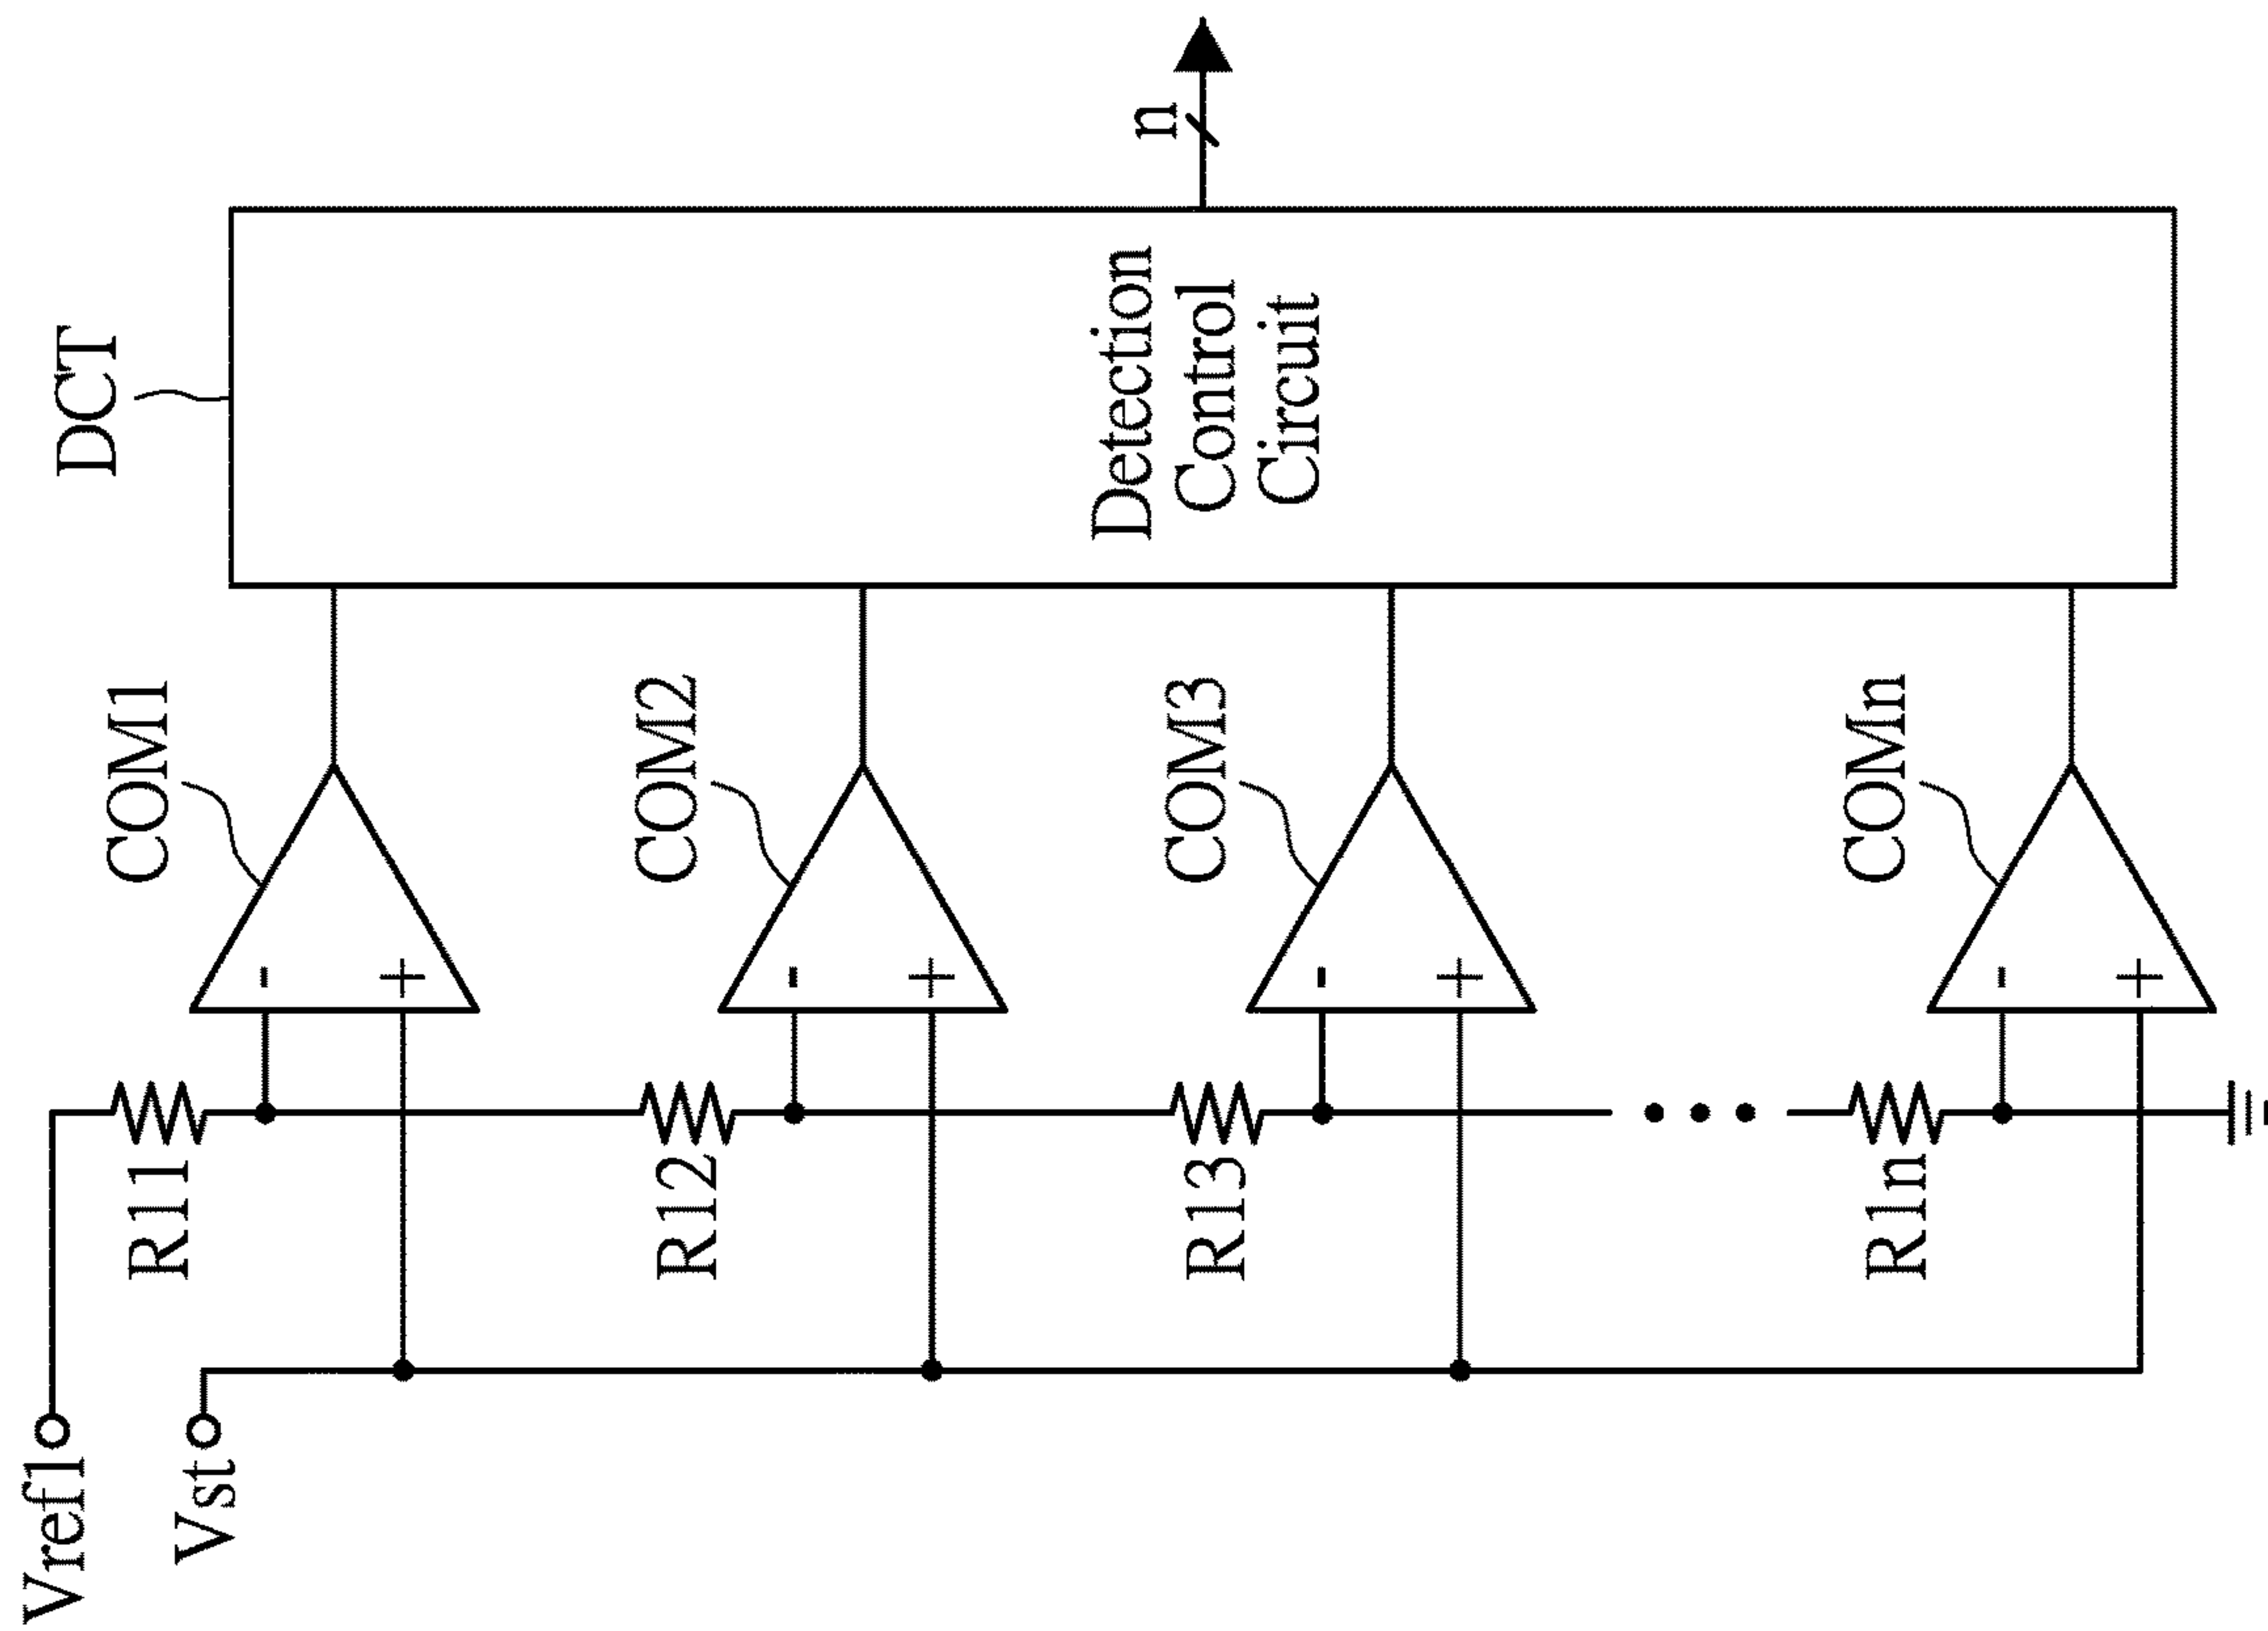 Vref1
Vst
R11
R12
R13
R1n
COM1
-
+
COM2
-
+
COM3
-
+
COMn
-
+
DCT
Detection
Control
Circuit
n